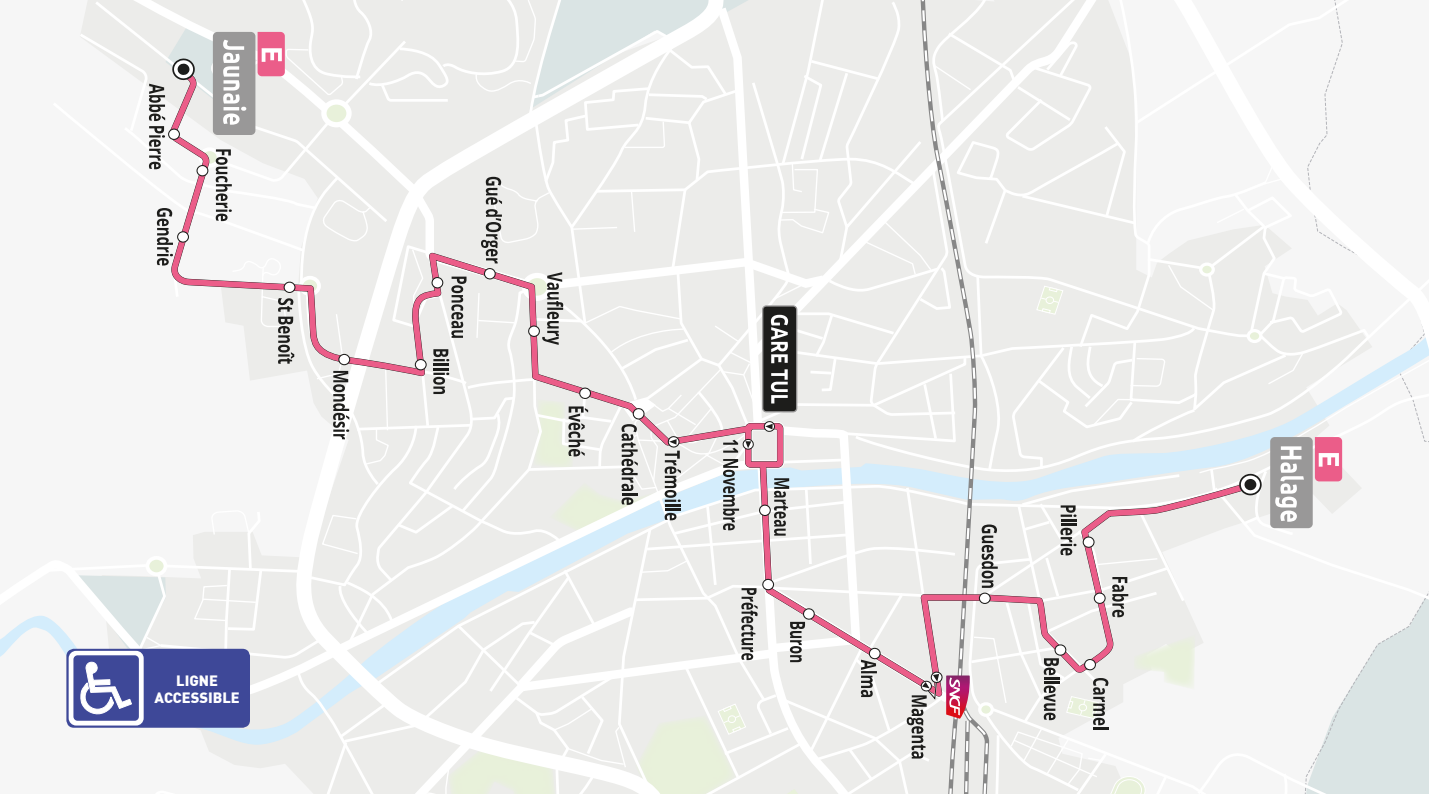 E
Jaunaie
Abbé Pierre
Foucherie
Gendrie
St Benoît
Mondésir
Billion
Ponceau
Gué d'Orger
Vaufleury
Évêché
Cathédrale
Trémoille
11 Novembre
GARE TUL
Marteau
Préfecture
Buron
Alma
Magenta
SNCF
Guesdon
Bellevue
Carmel
Fabre
Pillerie
E
Halage
LIGNE
ACCESSIBLE